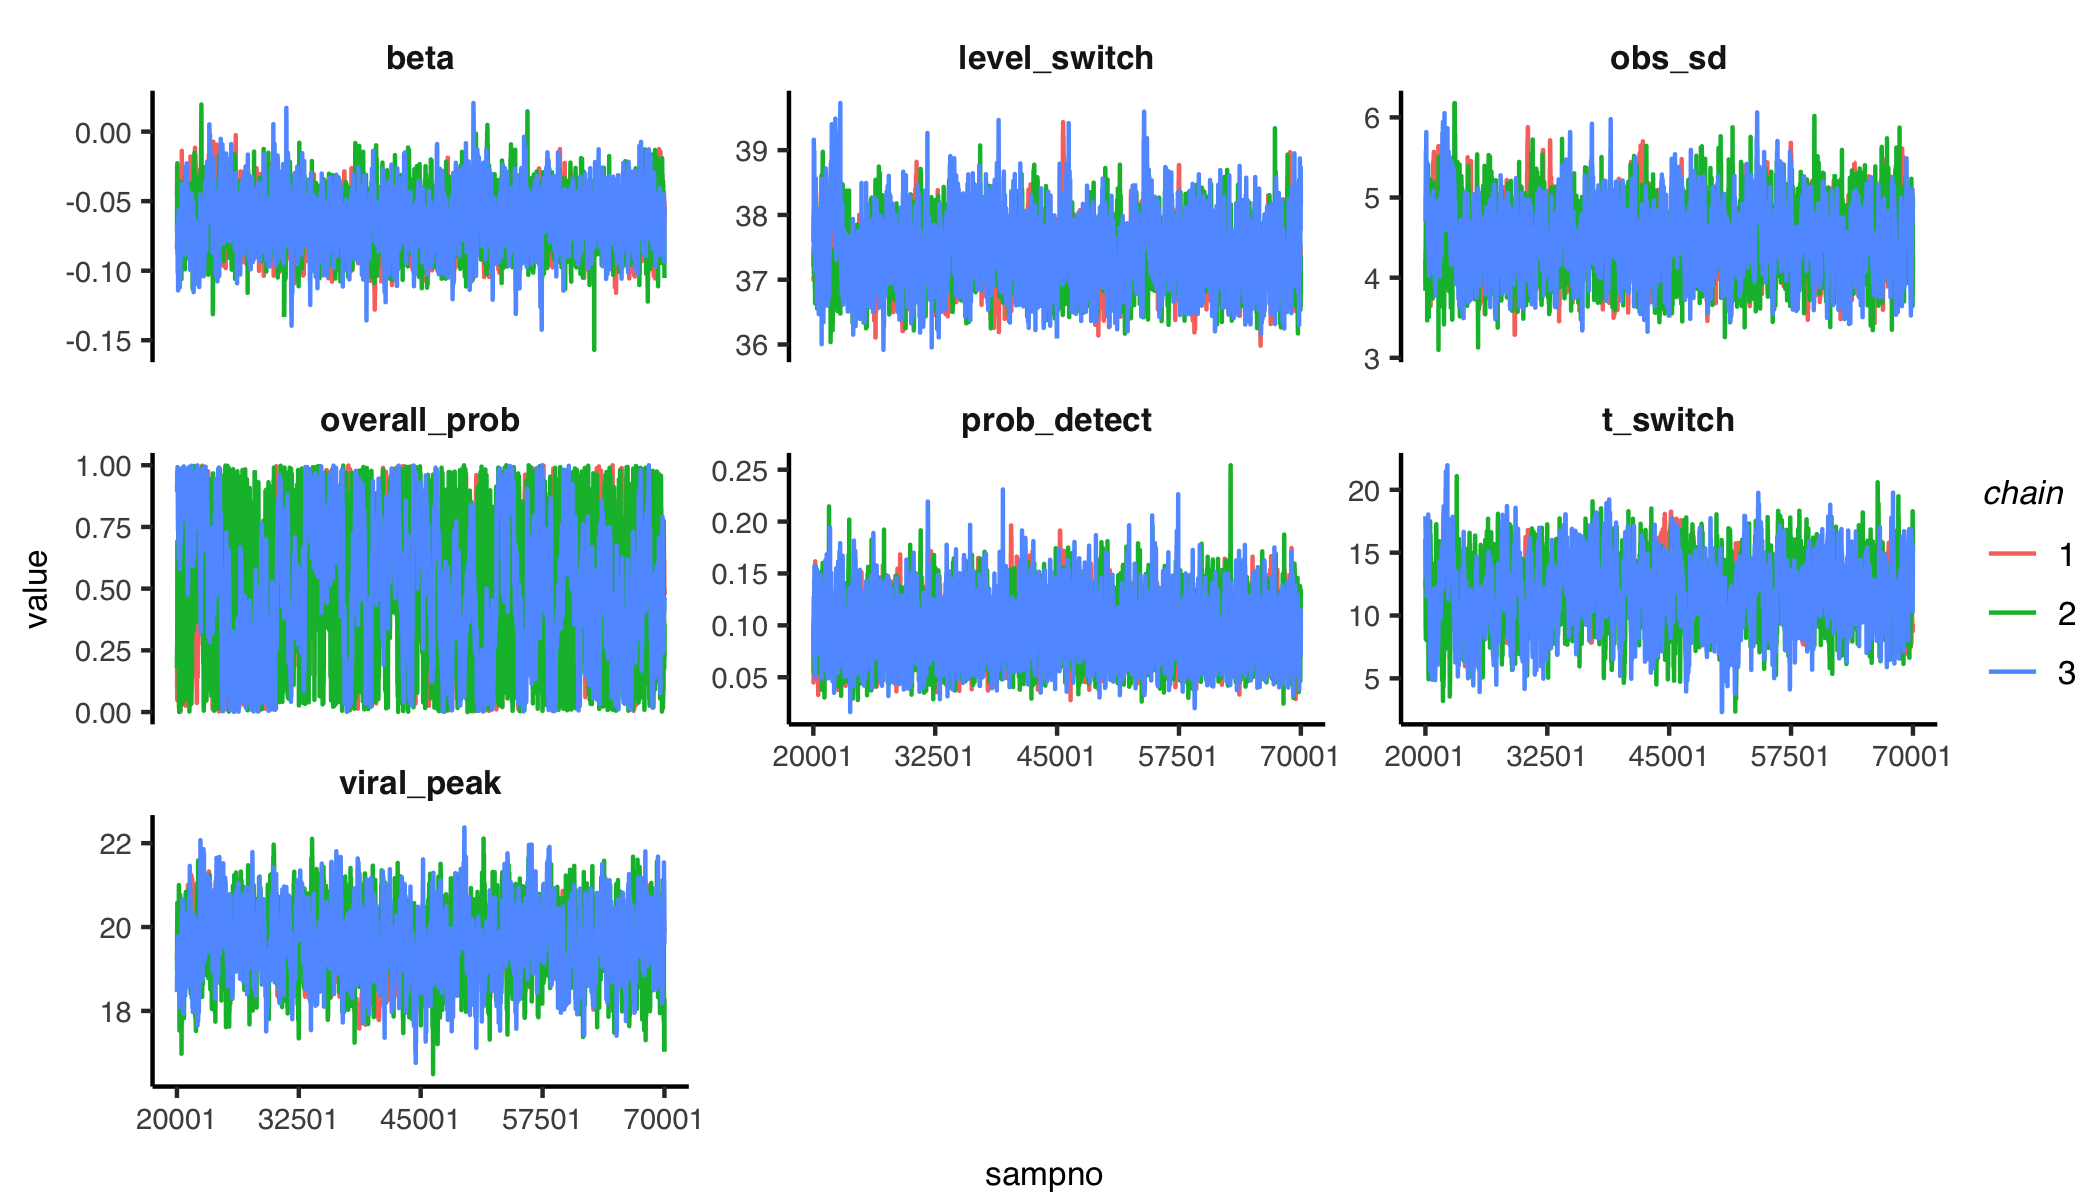 beta
level_switch
obs_sd
0.00
-0.05
-0.10
-0.15
39
38
37
36
6
5
4
3
overall_prob
prob_detect
t_switch
1.00
0.75
0.50
0.25
0.00
0.25
0.20
0.15
0.10
0.05
20001 32501 45001 57501 70001
20
15
10
5
20001 32501 45001 57501 70001
viral_peak
22
20
18
20001 32501 45001 57501 70001
value
sampno
chain
1
2
3